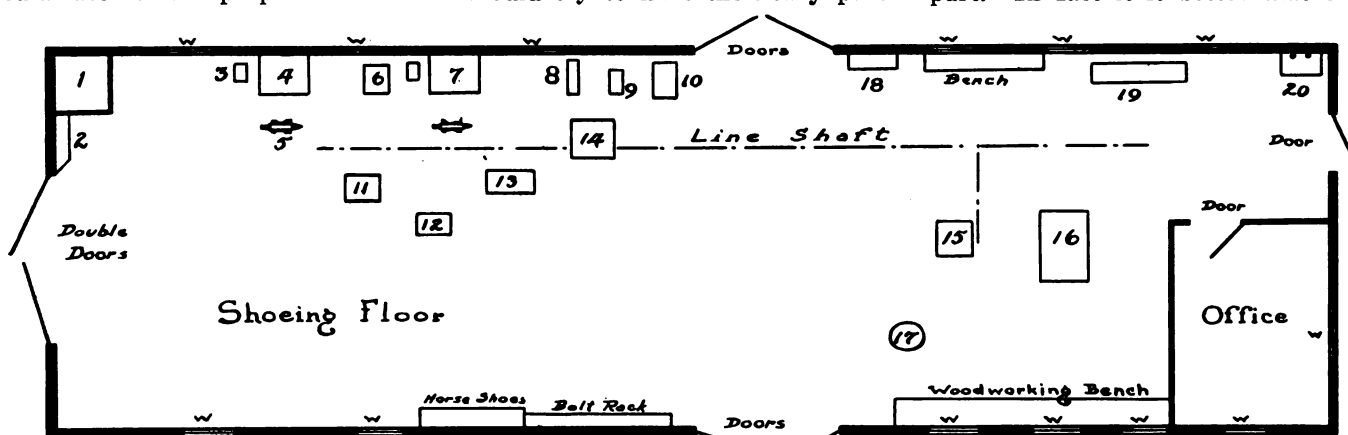 W W W Doors W W W
1 3 4 6 7 8 9 10 18 Bench 19 20
2 5 14 Line Shaft Door
11 13
12 Door
Double
Doors
15 16
Shoeing Floor Office
17 W
Horse Shoes Bolt Rack Woodworking Bench
W W Doors W W W W